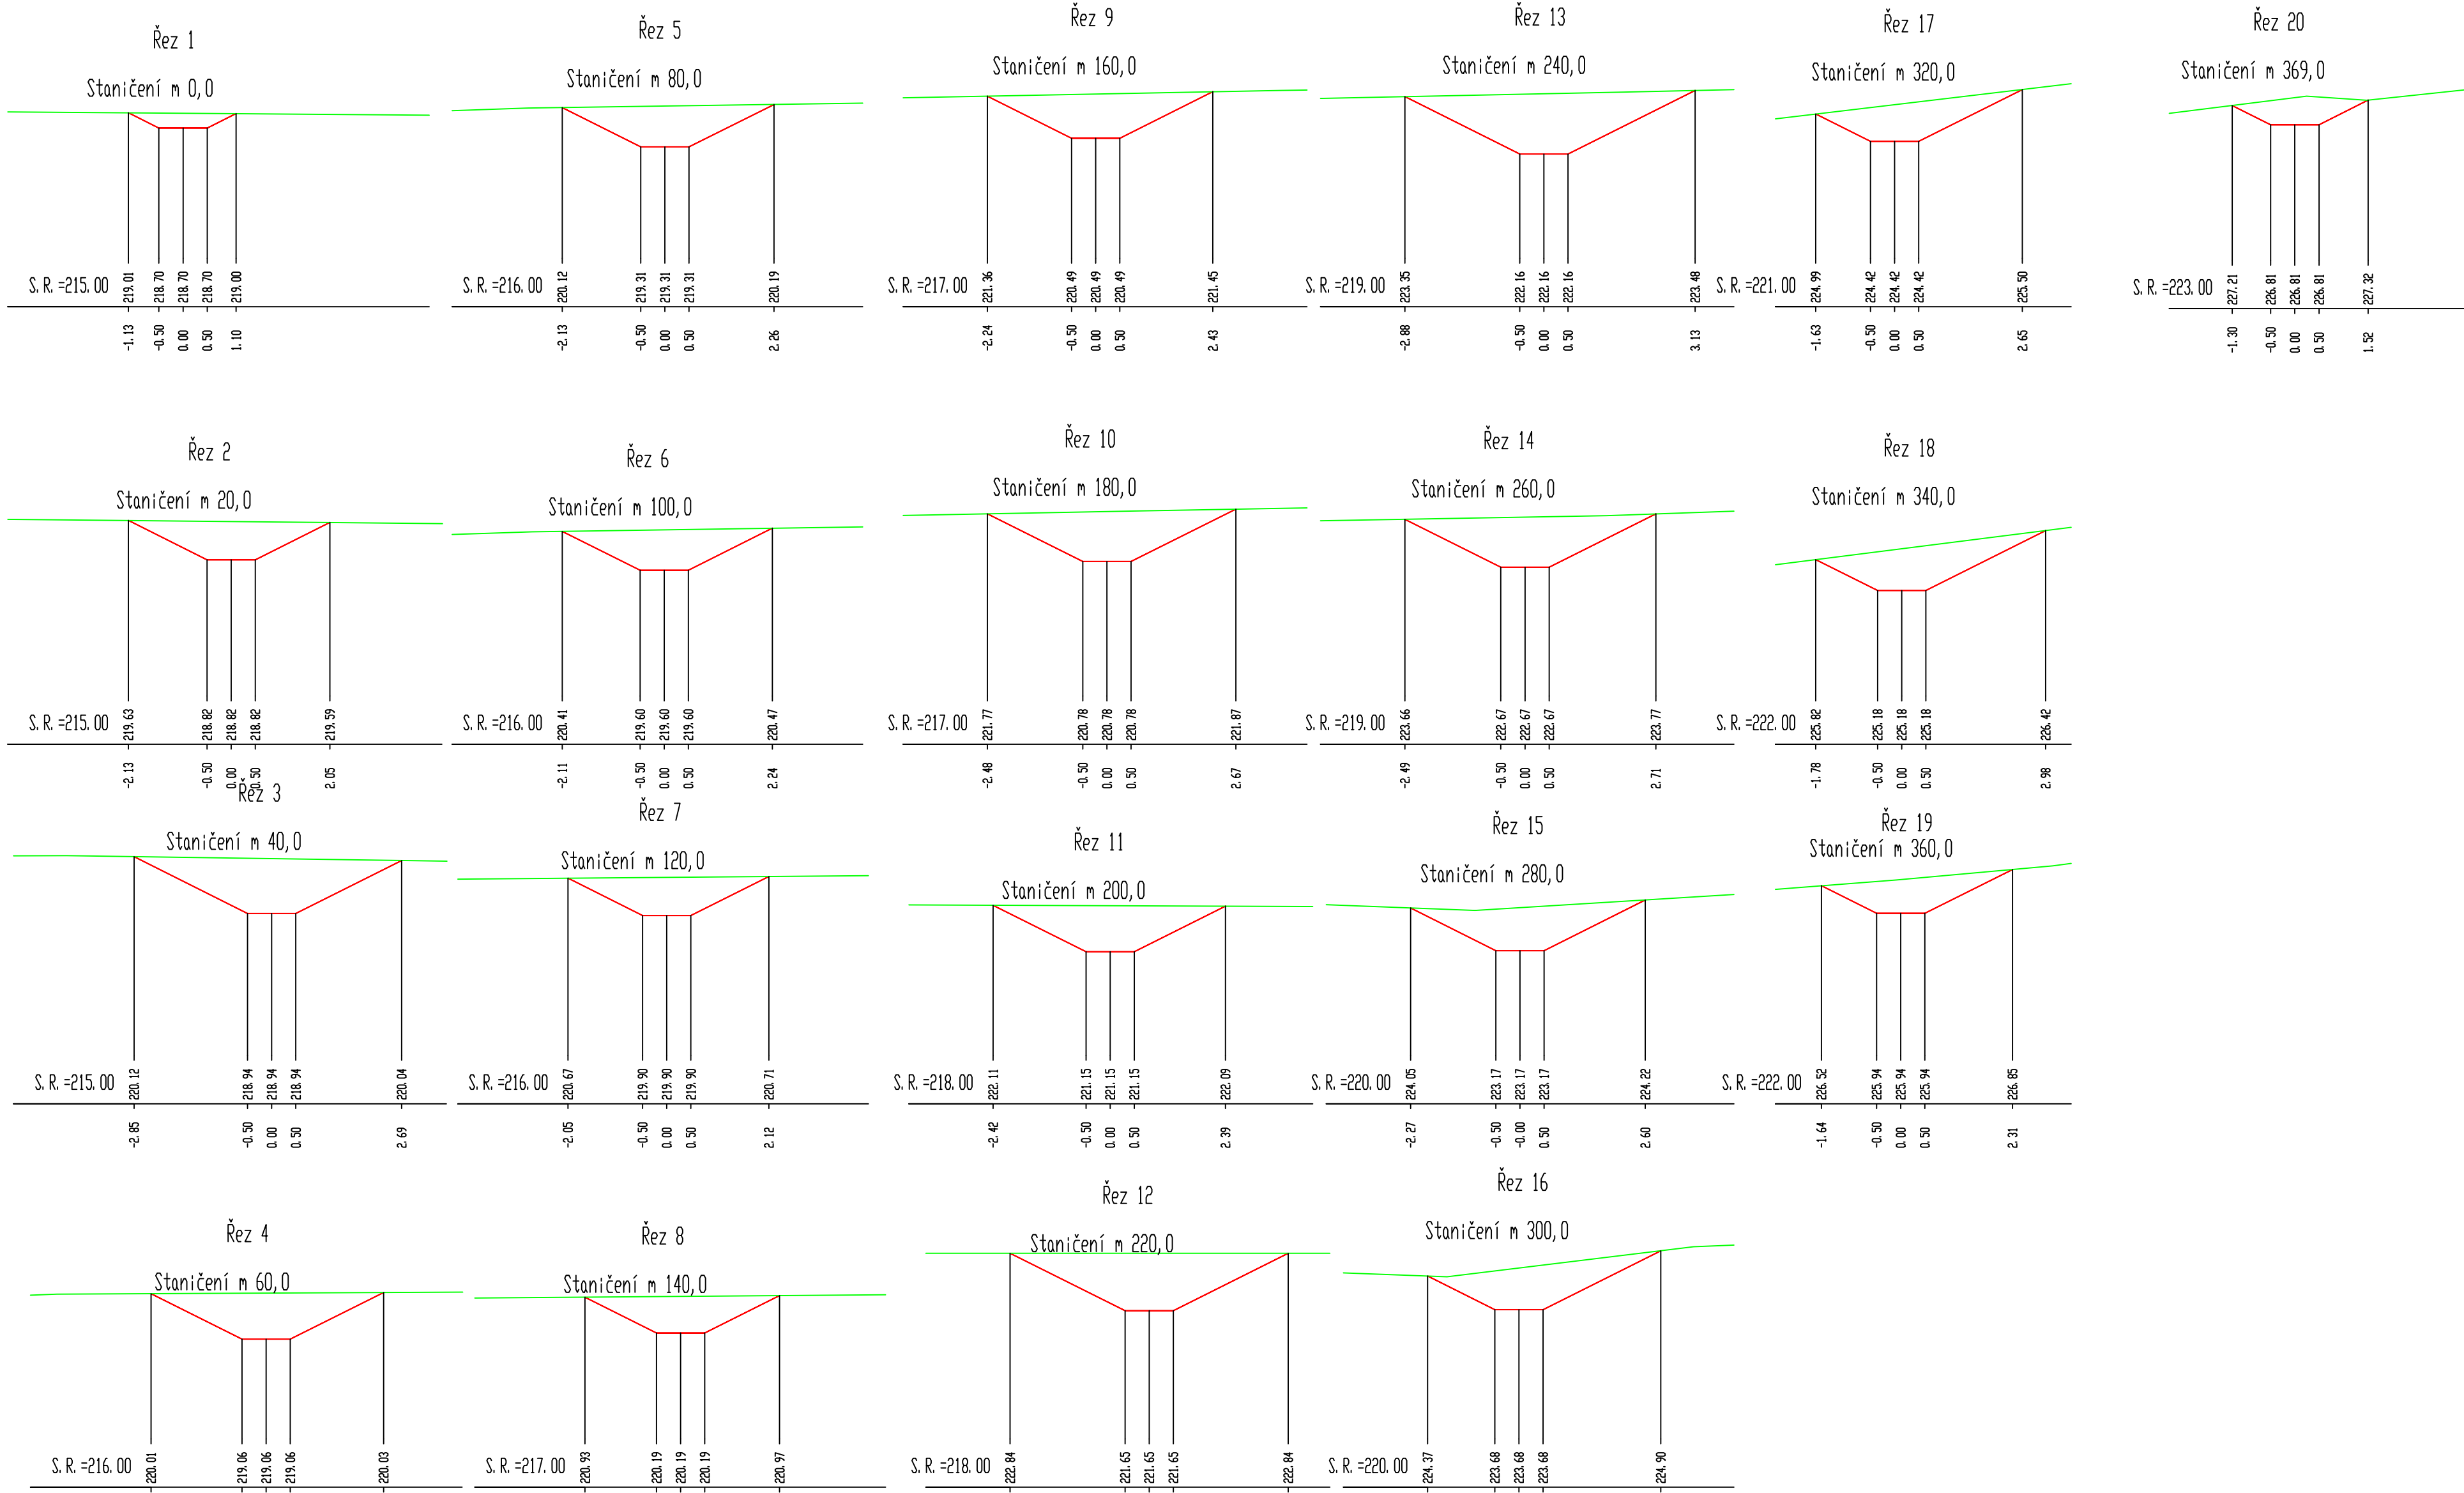 Řez 1
Staničení m 0,0
S. R. =215. 00
219.01 218.70 218.70 218.70 219.00
-1.13 -0.50 0.00 0.50 1.10
Řez 5
Staničení m 80,0
S. R. =216. 00
220.12 219.31 219.31 219.31 220.19
-2.13 -0.50 0.00 0.50 2.26
Řez 9
Staničení m 160,0
S. R. =217. 00
221.36 220.49 220.49 220.49 221.45
-2.24 -0.50 0.00 0.50 2.43
Řez 13
Staničení m 240,0
S. R. =219. 00
223.35 222.16 222.16 222.16 223.48
-2.88 -0.50 0.00 0.50 3.13
Řez 17
Staničení m 320,0
S. R. =221. 00
224.99 224.42 224.42 224.42 225.50
-1.63 -0.50 0.00 0.50 2.65
Řez 20
Staničení m 369,0
S. R. =223. 00
227.21 226.81 226.81 226.81 227.32
-1.30 -0.50 0.00 0.50 1.52
Řez 2
Staničení m 20,0
S. R. =215. 00
219.63 218.82 218.82 218.82 219.59
-2.13 -0.50 0.00 0.50 2.05
Řez 6
Staničení m 100,0
S. R. =216. 00
220.41 219.60 219.60 219.60 220.47
-2.11 -0.50 0.00 0.50 2.24
Řez 10
Staničení m 180,0
S. R. =217. 00
221.77 220.78 220.78 220.78 221.87
-2.48 -0.50 0.00 0.50 2.67
Řez 14
Staničení m 260,0
S. R. =219. 00
223.66 222.67 222.67 222.67 223.77
-2.49 -0.50 0.00 0.50 2.71
Řez 18
Staničení m 340,0
S. R. =222. 00
225.82 225.18 225.18 225.18 226.42
-1.78 -0.50 0.00 0.50 2.98
Řez 3
Staničení m 40,0
S. R. =215. 00
220.12 218.94 218.94 218.94 220.04
-2.85 -0.50 0.00 0.50 2.69
Řez 7
Staničení m 120,0
S. R. =216. 00
220.67 219.90 219.90 219.90 220.71
-2.05 -0.50 0.00 0.50 2.12
Řez 11
Staničení m 200,0
S. R. =218. 00
222.11 221.15 221.15 221.15 222.09
-2.42 -0.50 0.00 0.50 2.39
Řez 15
Staničení m 280,0
S. R. =220. 00
224.05 223.17 223.17 223.17 224.22
-2.27 -0.50 -0.00 0.50 2.60
Řez 19
Staničení m 360,0
S. R. =222. 00
226.52 225.94 225.94 225.94 226.85
-1.64 -0.50 0.00 0.50 2.31
Řez 4
Staničení m 60,0
S. R. =216. 00
220.01 219.06 219.06 219.06 220.03
Řez 8
Staničení m 140,0
S. R. =217. 00
220.93 220.19 220.19 220.19 220.97
Řez 12
Staničení m 220,0
S. R. =218. 00
222.84 221.65 221.65 221.65 222.84
Řez 16
Staničení m 300,0
S. R. =220. 00
224.37 223.68 223.68 223.68 224.90